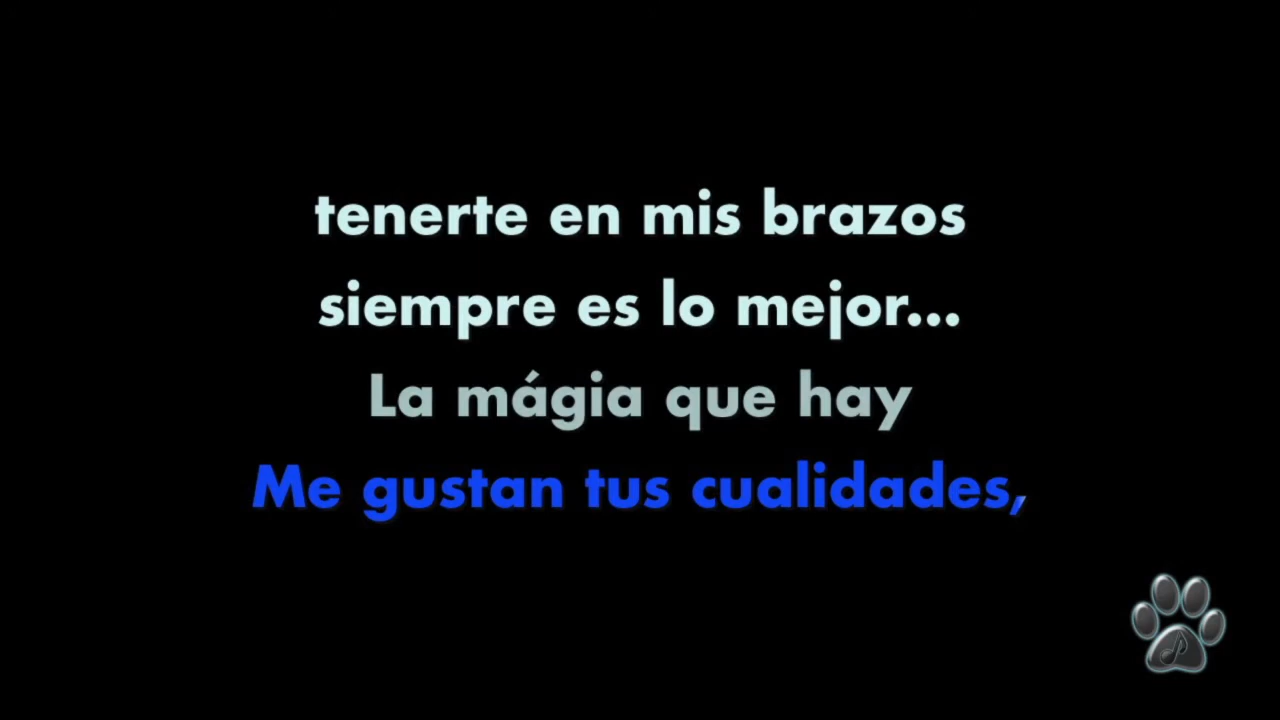 tenerte en mis brazos
siempre es lo mejor...
La mágia que hay
Me gustan tus cualidades,